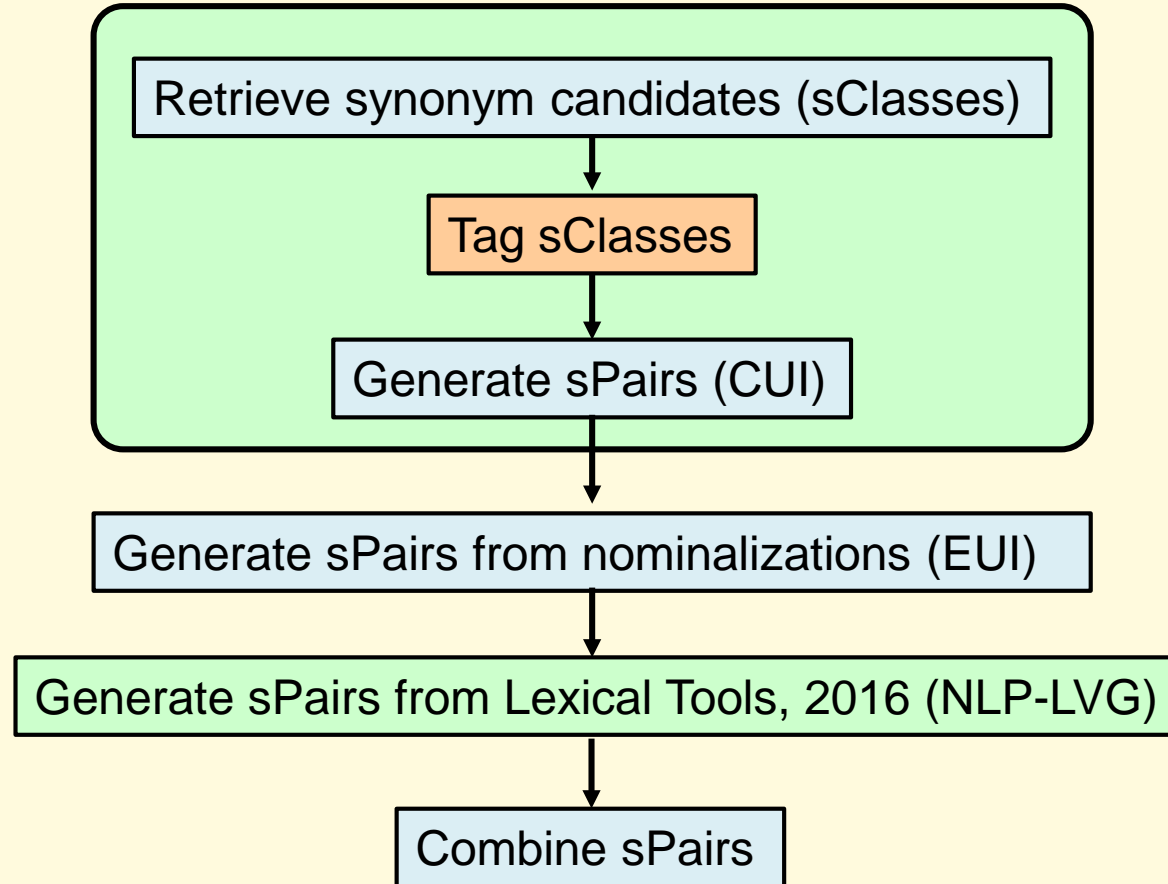 Retrieve synonym candidates (sClasses)
Tag sClasses
Generate sPairs (CUI)
Generate sPairs from nominalizations (EUI)
Generate sPairs from Lexical Tools, 2016 (NLP-LVG)
Combine sPairs